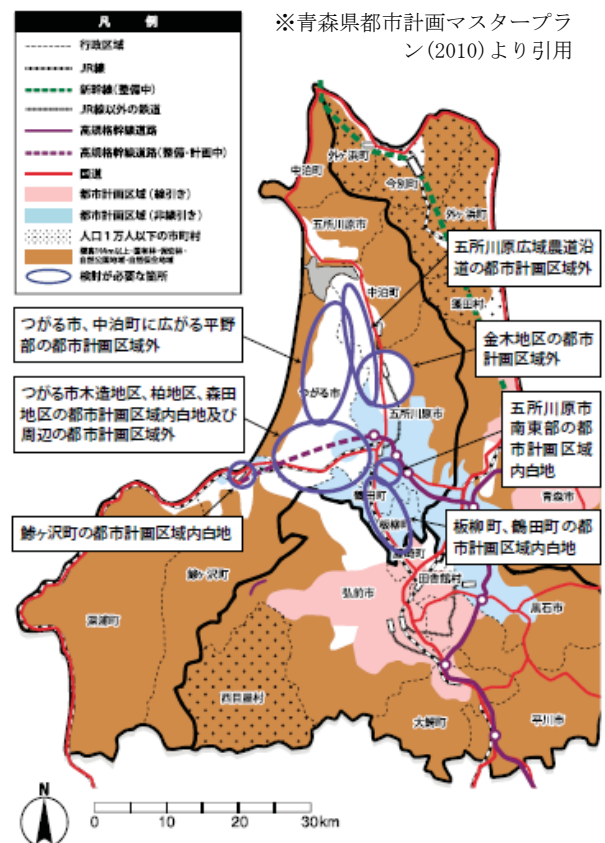 凡 例
行政区域
JR線
新幹線(整備中)
JR線以外の鉄道
高規格幹線道路
高規格幹線道路(整備・計画中)
国道
都市計画区域(線引き)
都市計画区域(非線引き)
人口1万人以下の市町村
自然公園地域・自然保全地域
検討が必要な箇所
※青森県都市計画マスタープラ
ン(2010)より引用
外ヶ浜町
中泊町
今別町
外ヶ浜町
五所川原市
五所川原広域農道沿
道の都市計画区域外
中泊町
蓬田村
つがる市、中泊町に広がる平野
部の都市計画区域外
金木地区の都市
計画区域外
つがる市
つがる市木造地区、柏地区、森田
地区の都市計画区域内白地及び
周辺の都市計画区域外
五所川原市
五所川原市
南東部の都
市計画区域
内白地
鶴田町
青森市
鰺ヶ沢町の都市計画区域内白地
板柳町
板柳町、鶴田町の都
市計画区域内白地
藤崎町
鰺ヶ沢町
田舎館村
弘前市
黒石市
深浦町
西目屋村
大鰐町
平川市
N
0 10 20 30km